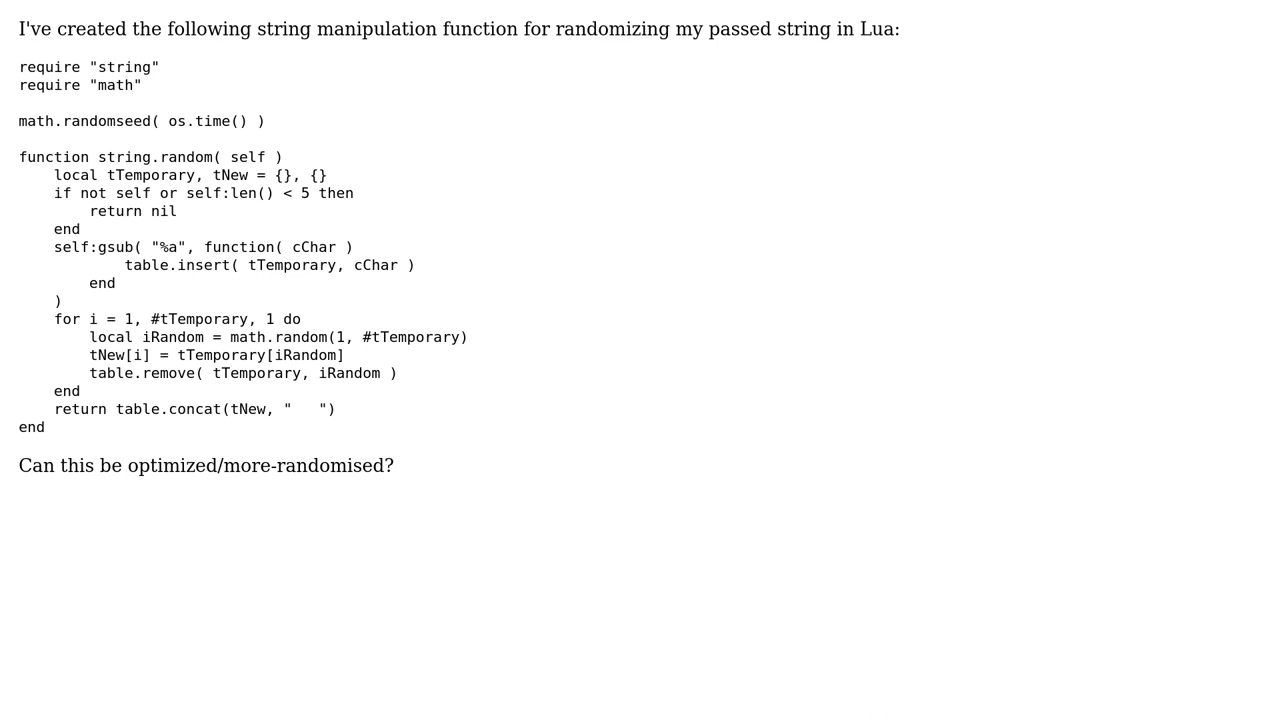 I've created the following string manipulation function for randomizing my passed string in Lua:
require "string"
require "math"

math.randomseed( os.time() )

function string.random( self )
    local tTemporary, tNew = {}, {}
    if not self or self:len() < 5 then
        return nil
    end
    self:gsub( "%a", function( cChar )
            table.insert( tTemporary, cChar )
        end
    )
    for i = 1, #tTemporary, 1 do
        local iRandom = math.random(1, #tTemporary)
        tNew[i] = tTemporary[iRandom]
        table.remove( tTemporary, iRandom )
    end
    return table.concat(tNew, "   ")
end

Can this be optimized/more-randomised?